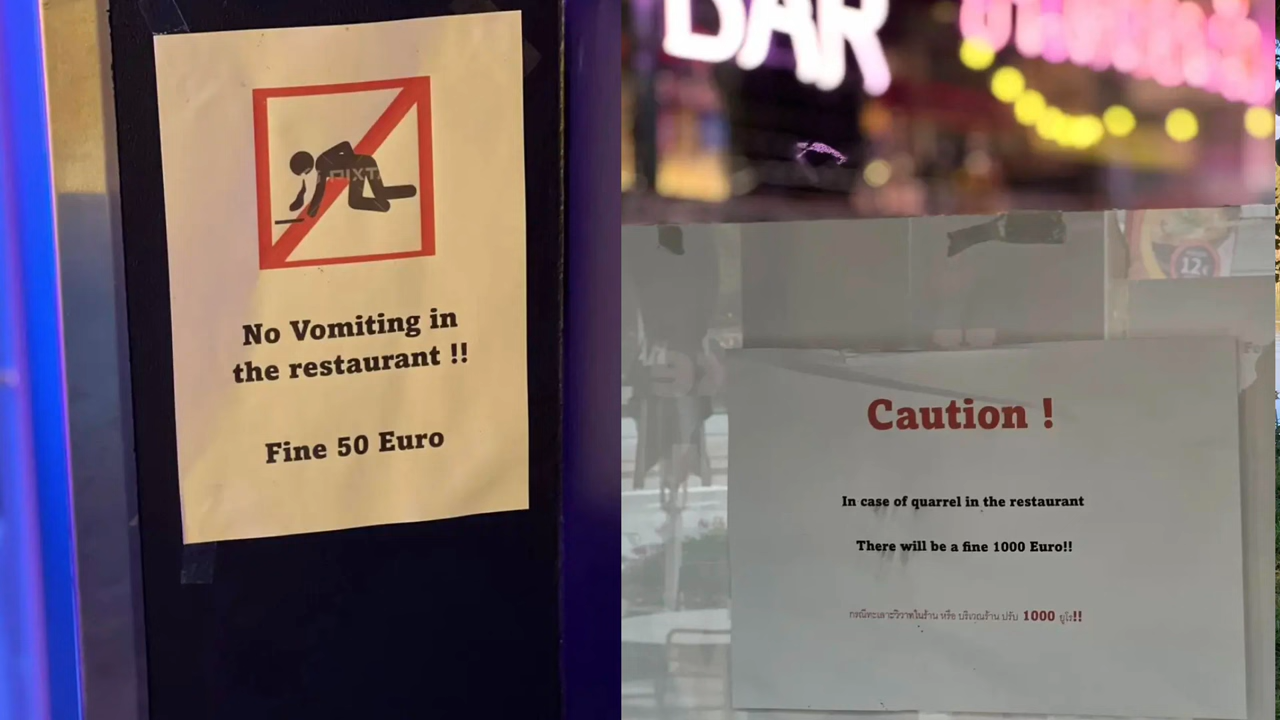 PIXT
No Vomiting in
the restaurant !!
Fine 50 Euro
BAR
12€
Caution !
In case of quarrel in the restaurant
There will be a fine 1000 Euro!!
กรณีทะเลาะวิวาทในร้าน หรือ บริเวณร้าน ปรับ 1000 ยูโร!!